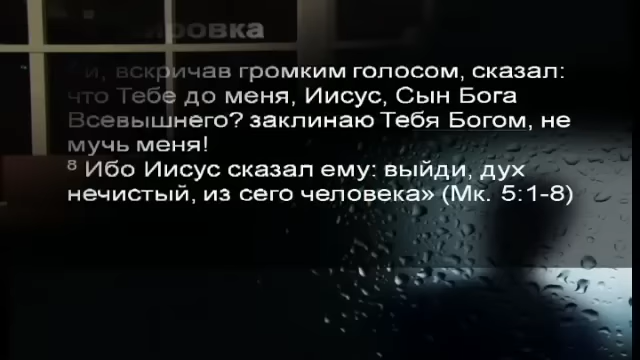 ровка
и, вскричав громким голосом, сказал:
что Тебе до меня, Иисус, Сын Бога
Всевышнего? заклинаю Тебя Богом, не
мучь меня!
8 Ибо Иисус сказал ему: выйди, дух
нечистый, из сего человека» (Мк. 5:1-8)